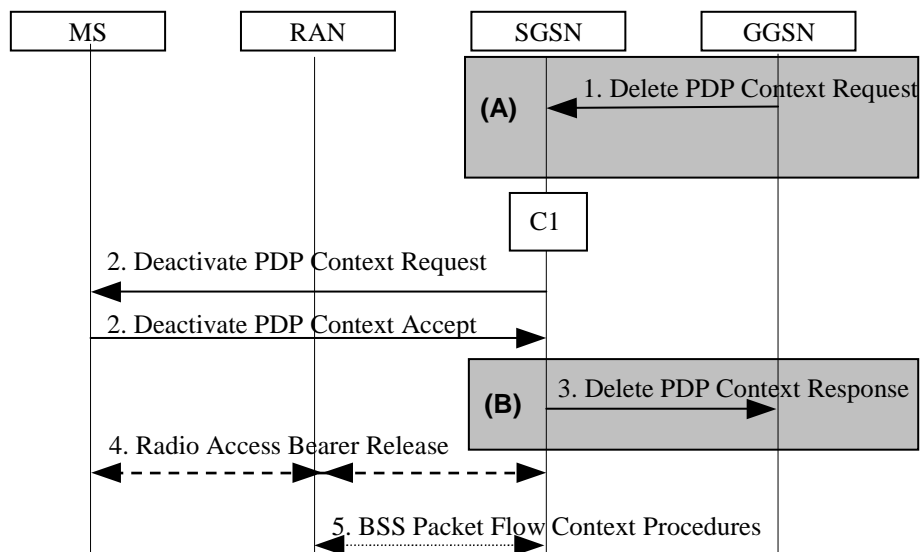 MS
RAN
SGSN
GGSN
1. Delete PDP Context Request
(A)
C1
2. Deactivate PDP Context Request
2. Deactivate PDP Context Accept
3. Delete PDP Context Response
(B)
4. Radio Access Bearer Release
5. BSS Packet Flow Context Procedures